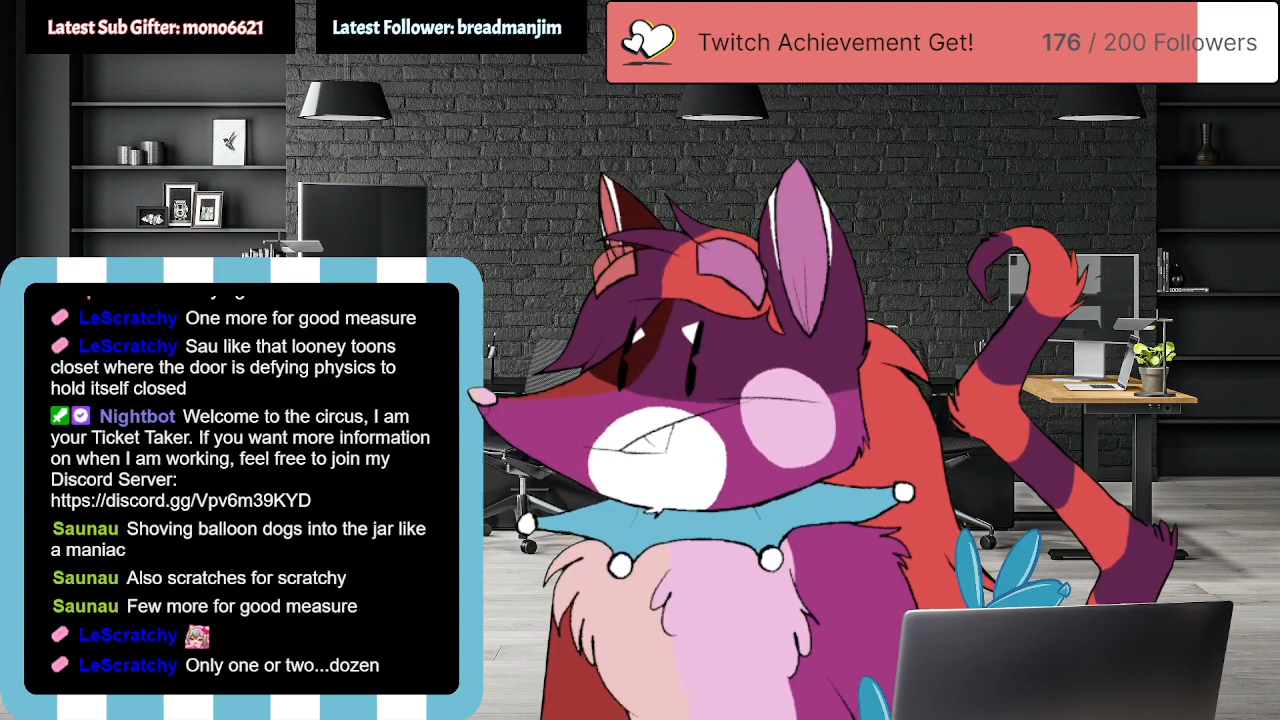 Latest Sub Gifter: mono6621
Latest Follower: breadmanjim
Twitch Achievement Get!
176 / 200 Followers
LeScratchy One more for good measure
LeScratchy Sau like that looney toons
closet where the door is defying physics to
hold itself closed
Nightbot Welcome to the circus, I am
your Ticket Taker. If you want more information
on when I am working, feel free to join my
Discord Server:
https://discord.gg/Vpv6m39KYD
Saunau Shoving balloon dogs into the jar like
a maniac
Saunau Also scratches for scratchy
Saunau Few more for good measure
LeScratchy
LeScratchy Only one or two...dozen